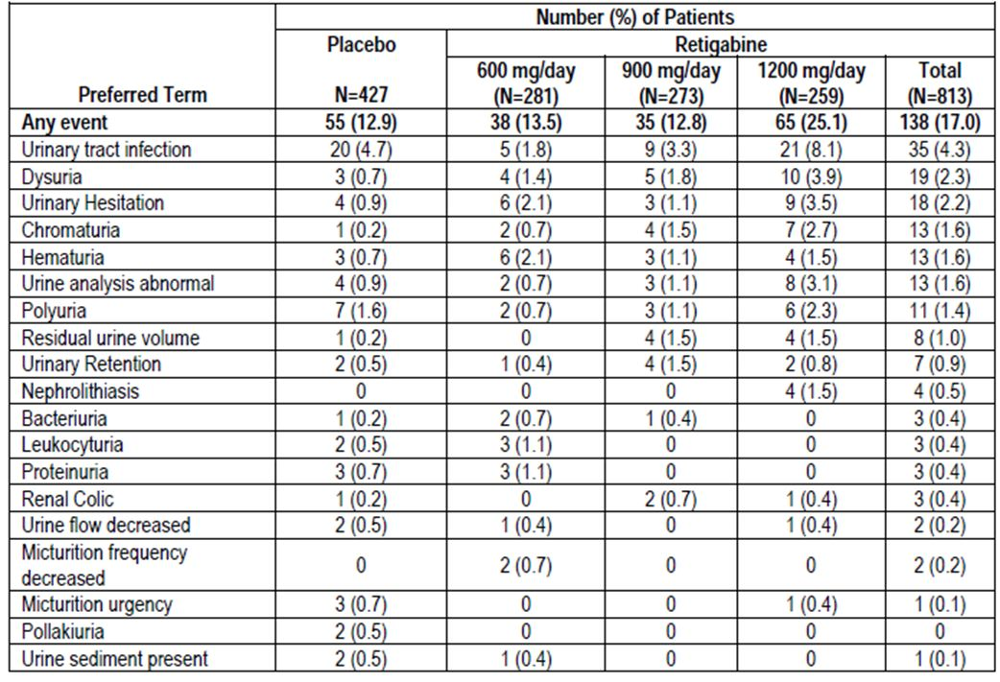 Number (%) of Patients
Placebo Retigabine
600 mg/day 900 mg/day 1200 mg/day Total
Preferred Term N=427 (N=281) (N=273) (N=259) (N=813)
Any event 55 (12.9) 38 (13.5) 35 (12.8) 65 (25.1) 138 (17.0)
Urinary tract infection 20 (4.7) 5 (1.8) 9 (3.3) 21 (8.1) 35 (4.3)
Dysuria 3 (0.7) 4 (1.4) 5 (1.8) 10 (3.9) 19 (2.3)
Urinary Hesitation 4 (0.9) 6 (2.1) 3 (1.1) 9 (3.5) 18 (2.2)
Chromaturia 1 (0.2) 2 (0.7) 4 (1.5) 7 (2.7) 13 (1.6)
Hematuria 3 (0.7) 6 (2.1) 3 (1.1) 4 (1.5) 13 (1.6)
Urine analysis abnormal 4 (0.9) 2 (0.7) 3 (1.1) 8 (3.1) 13 (1.6)
Polyuria 7 (1.6) 2 (0.7) 3 (1.1) 6 (2.3) 11 (1.4)
Residual urine volume 1 (0.2) 0 4 (1.5) 4 (1.5) 8 (1.0)
Urinary Retention 2 (0.5) 1 (0.4) 4 (1.5) 2 (0.8) 7 (0.9)
Nephrolithiasis 0 0 0 4 (1.5) 4 (0.5)
Bacteriuria 1 (0.2) 2 (0.7) 1 (0.4) 0 3 (0.4)
Leukocyturia 2 (0.5) 3 (1.1) 0 0 3 (0.4)
Proteinuria 3 (0.7) 3 (1.1) 0 0 3 (0.4)
Renal Colic 1 (0.2) 0 2 (0.7) 1 (0.4) 3 (0.4)
Urine flow decreased 2 (0.5) 1 (0.4) 0 1 (0.4) 2 (0.2)
Micturition frequency
decreased 0 2 (0.7) 0 0 2 (0.2)
Micturition urgency 3 (0.7) 0 0 1 (0.4) 1 (0.1)
Pollakiuria 2 (0.5) 0 0 0 0
Urine sediment present 2 (0.5) 1 (0.4) 0 0 1 (0.1)